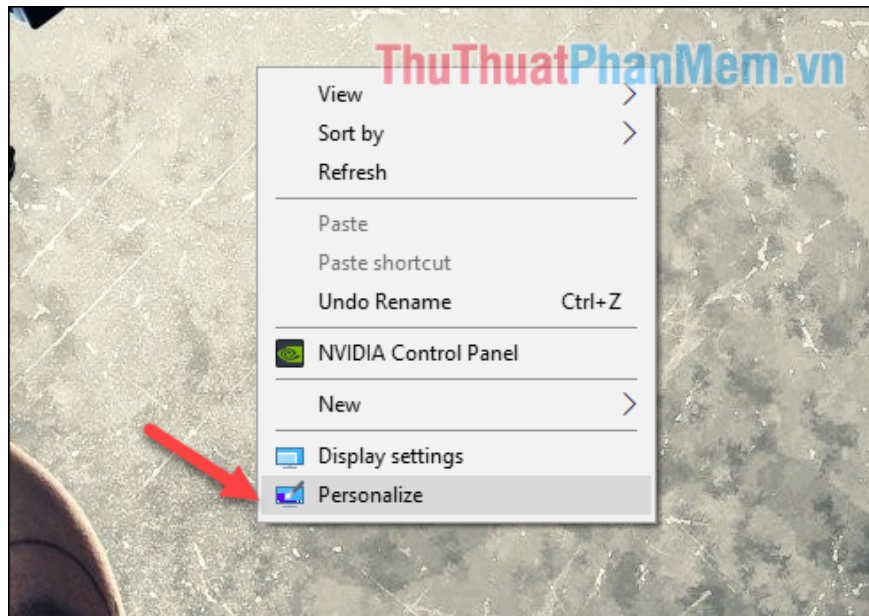 ThuThuatPhanMem.vn
View
Sort by
Refresh
Paste
Paste shortcut
Undo Rename Ctrl+Z
NVIDIA Control Panel
New
Display settings
Personalize